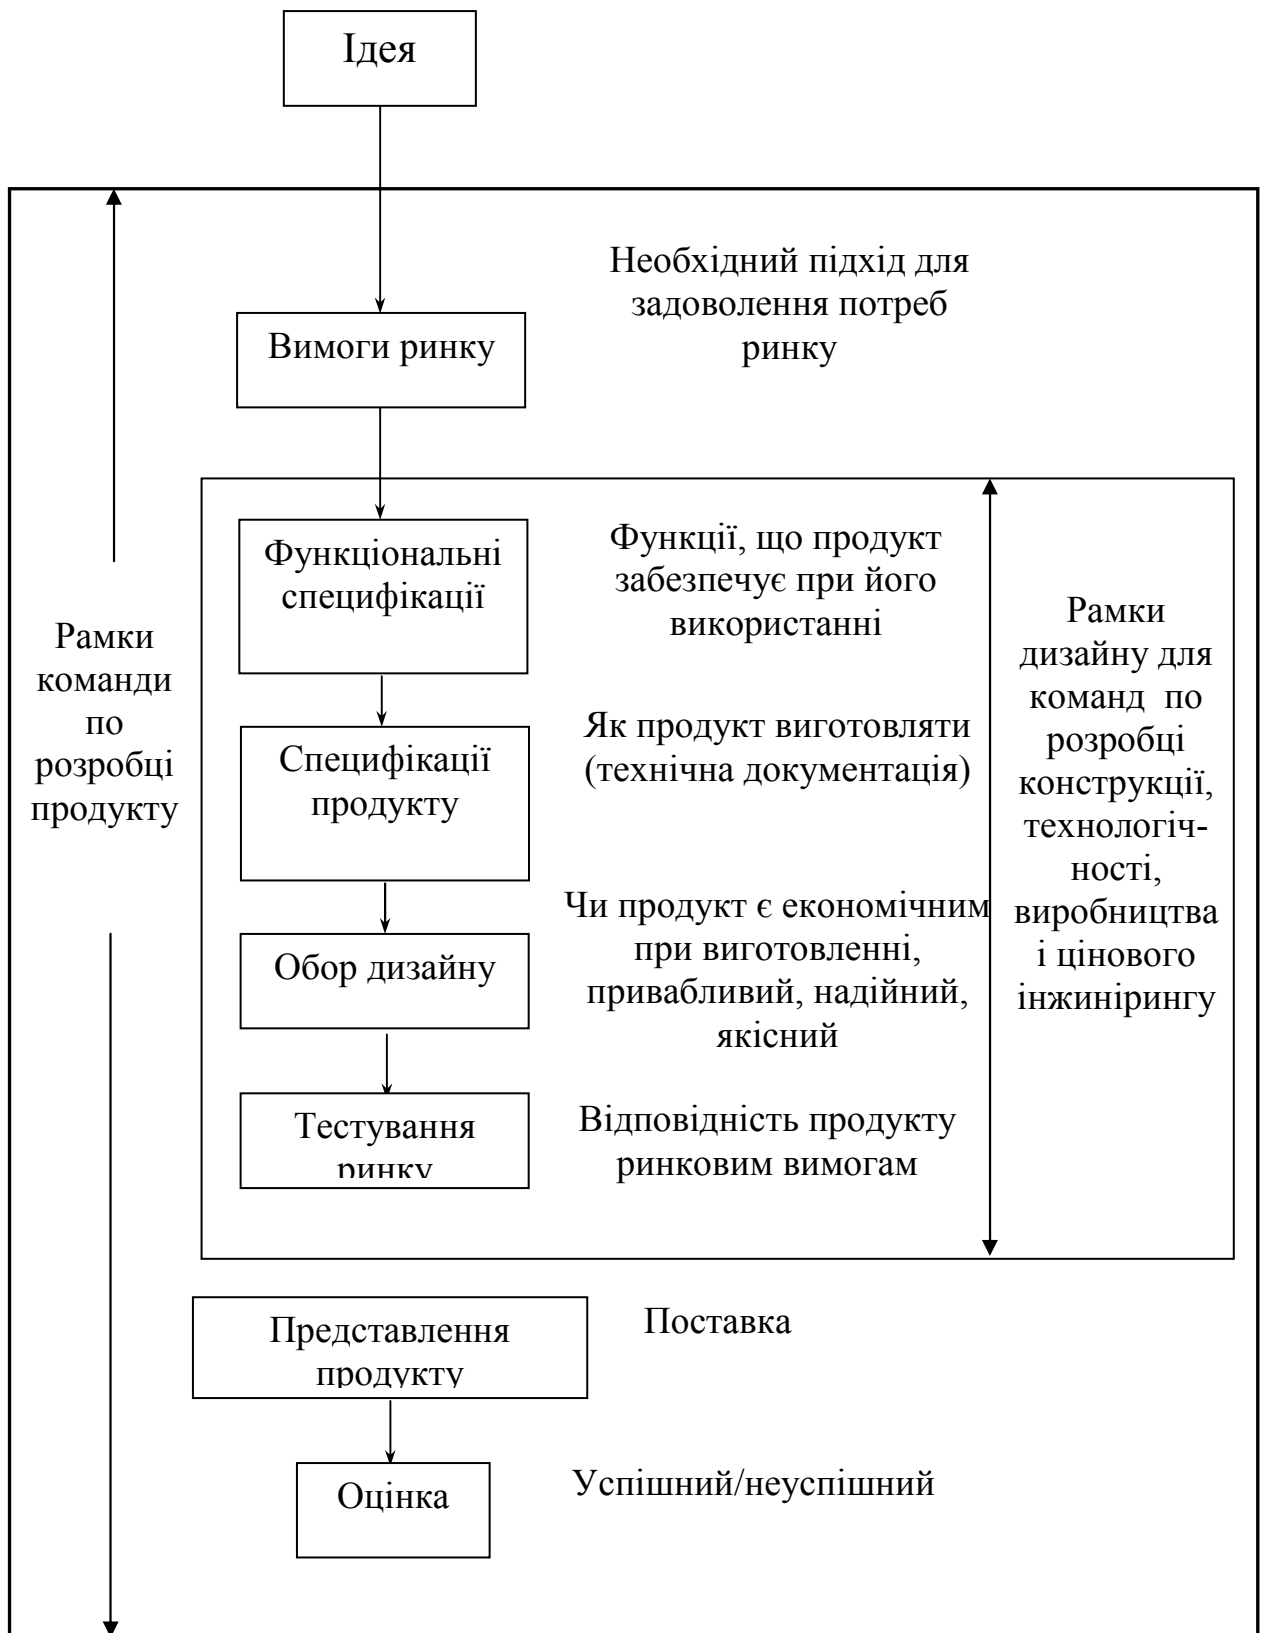 Ідея
Необхідний підхід для
задоволення потреб
ринку
Вимоги ринку
Функціональні
специфікації
Функції, що продукт
забезпечує при його
використанні
Рамки
команди
по
розробці
продукту
Рамки
дизайну для
команд по
розробці
конструкції,
технологіч-
ності,
виробництва
і цінового
інжинірингу
Специфікації
продукту
Як продукт виготовляти
(технічна документація)
Обор дизайну
Чи продукт є економічним
при виготовленні,
привабливий, надійний,
якісний
Тестування
ринку
Відповідність продукту
ринковим вимогам
Представлення
продукту
Поставка
Оцінка
Успішний/неуспішний